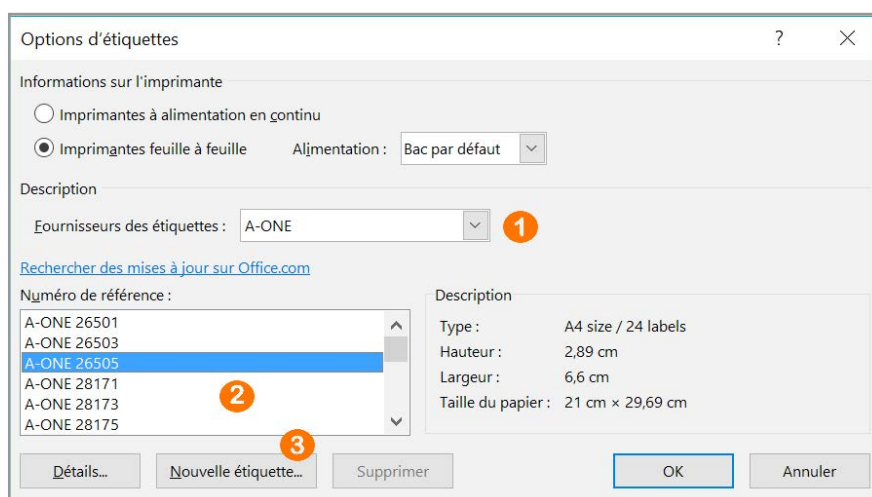 Options d'étiquettes
Informations sur l'imprimante
Imprimantes à alimentation en continu
Imprimantes feuille à feuille Alimentation : Bac par défaut
Description
Fournisseurs des étiquettes : A-ONE 1
Rechercher des mises à jour sur Office.com
Numéro de référence : Description
A-ONE 26501 Type : A4 size / 24 labels
A-ONE 26503 Hauteur : 2,89 cm
A-ONE 26505 Largeur : 6,6 cm
A-ONE 28171 Taille du papier : 21 cm × 29,69 cm
A-ONE 28173 2
A-ONE 28175
3
Détails... Nouvelle étiquette... Supprimer OK Annuler